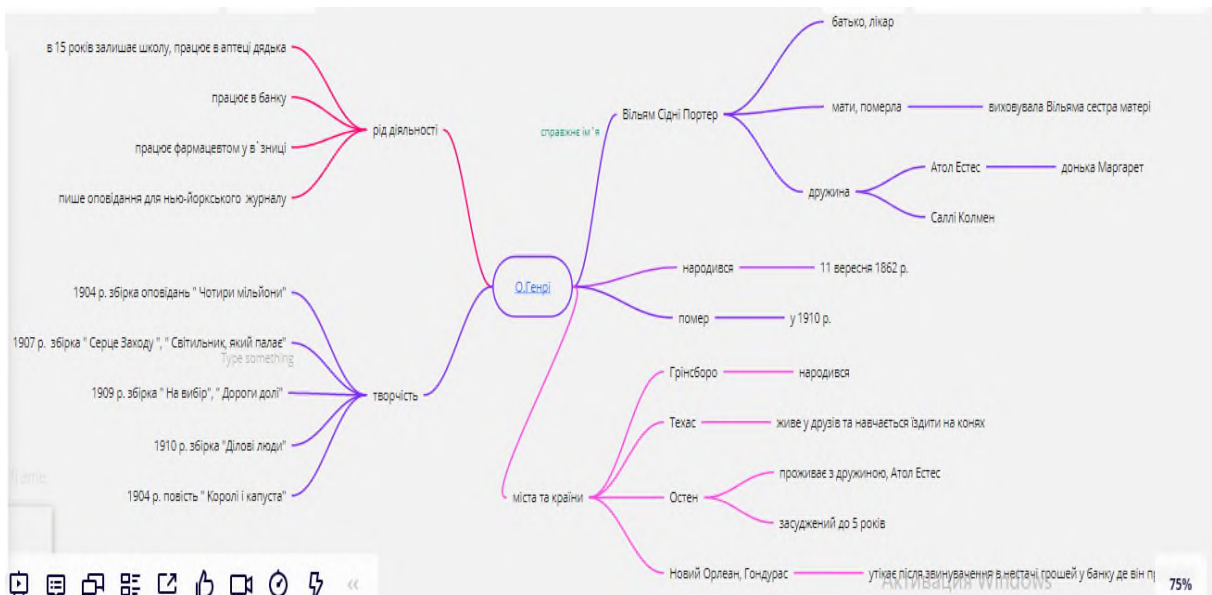 в 15 років залишає школу, працює в аптеці дядька
працює в банку
працює фармацевтом у в`зниці
пише оповідання для нью-йоркського журналу
рід діяльності
1904 р. збірка оповідань " Чотири мільйони"
1907 р. збірка " Серце Заходу ", " Світильник, який палає"
Type something
1909 р. збірка " На вибір", " Дороги долі"
1910 р. збірка "Ділові люди"
1904 р. повість " Королі і капуста"
творчість
О.Генрі
справжнє ім`я
Вільям Сідні Портер
батько, лікар
мати, померла
виховувала Вільяма сестра матері
дружина
Атол Естес
донька Маргарет
Саллі Колмен
народився
11 вересня 1862 р.
помер
у 1910 р.
міста та країни
Грінсборо
народився
Техас
живе у друзів та навчається їздити на конях
Остен
проживає з дружиною, Атол Естес
засуджений до 5 років
Новий Орлеан, Гондурас
утікає після звинувачення в нестачі грошей у банку де він п
Активация Windows
75%